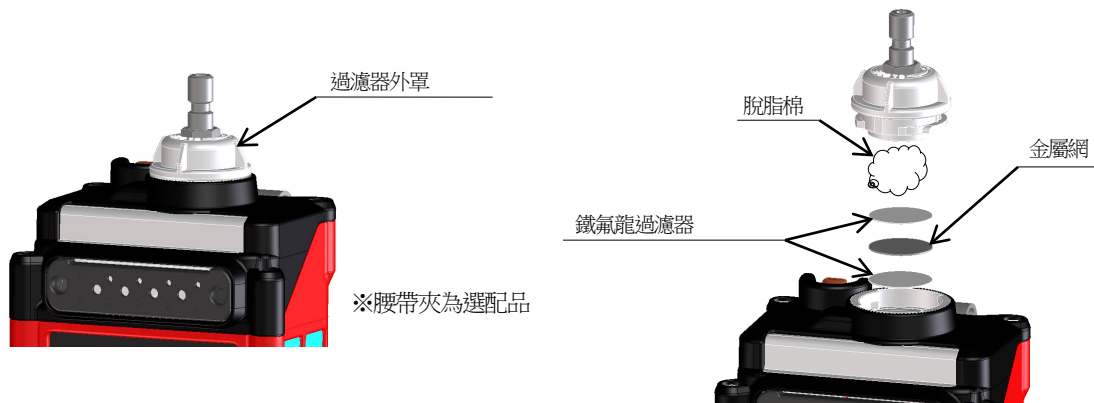 過濾器外罩
※腰帶夾為選配品
脫脂棉
金屬網
鐵氟龍過濾器